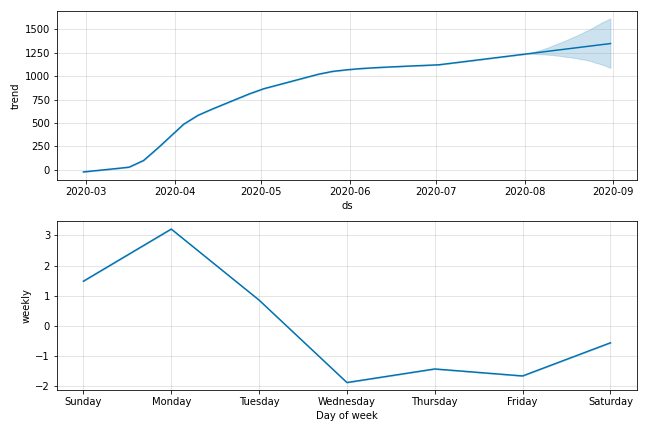 1500
1250
1000
750
500
250
0
trend
2020-03 2020-04 2020-05 2020-06 2020-07 2020-08 2020-09
ds
3
2
1
0
−1
−2
weekly
Sunday Monday Tuesday Wednesday Thursday Friday Saturday
Day of week